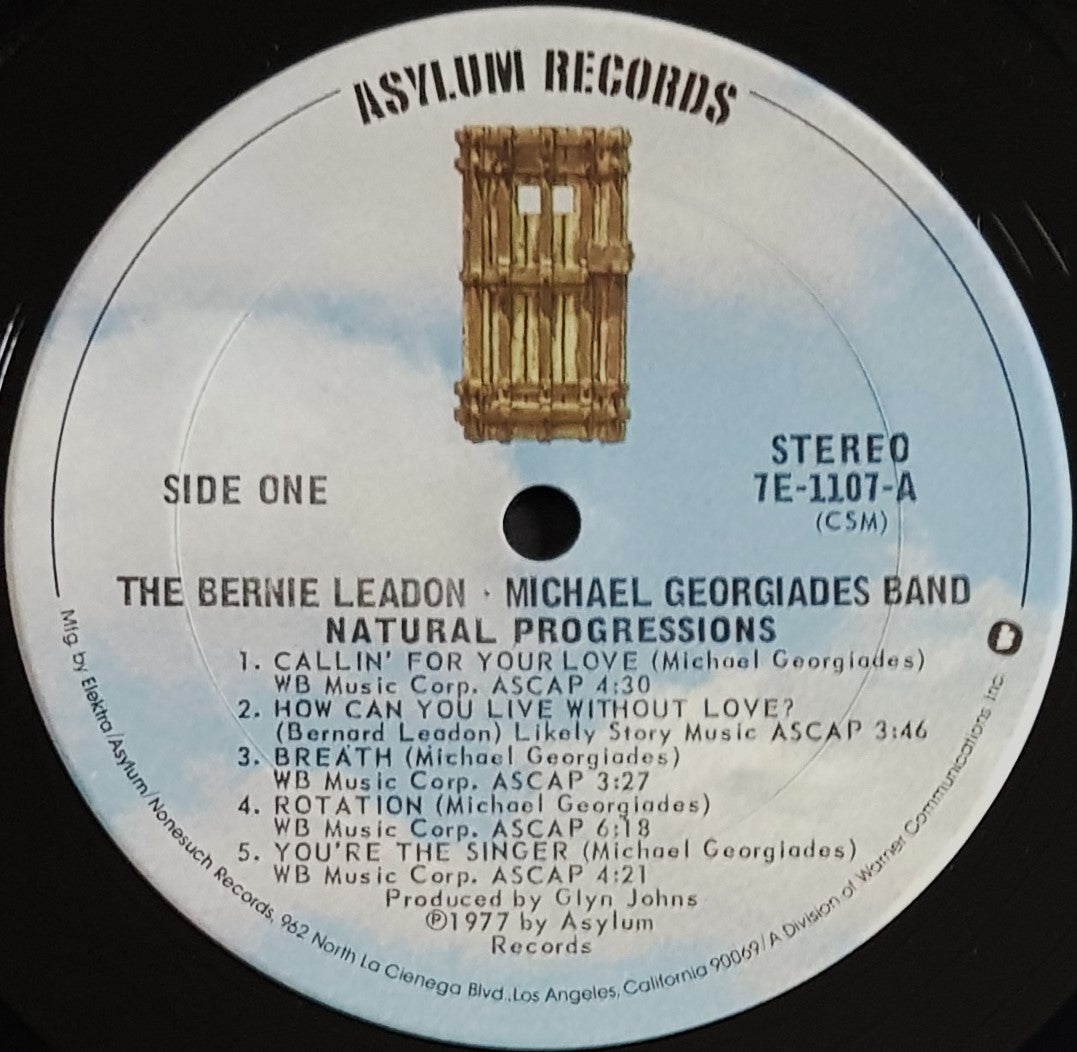 ASYLUM RECORDS
SIDE ONE
STEREO
7E-1107-A
(CSM)
THE BERNIE LEADON · MICHAEL GEORGIADES BAND
NATURAL PROGRESSIONS
1. CALLIN' FOR YOUR LOVE (Michael Georgiades)
WB Music Corp. ASCAP 4:30
2. HOW CAN YOU LIVE WITHOUT LOVE?
(Bernard Leadon) Likely Story Music ASCAP 3:46
3. BREATH (Michael Georgiades)
WB Music Corp. ASCAP 3:27
4. ROTATION (Michael Georgiades)
WB Music Corp. ASCAP 6:18
5. YOU'RE THE SINGER (Michael Georgiades)
WB Music Corp. ASCAP 4:21
Produced by Glyn Johns
℗1977 by Asylum
Records
Mfg. by Elektra/Asylum/Nonesuch Records, 962 North La Cienega Blvd., Los Angeles, California 90069/A Division of Warner Communications Inc.